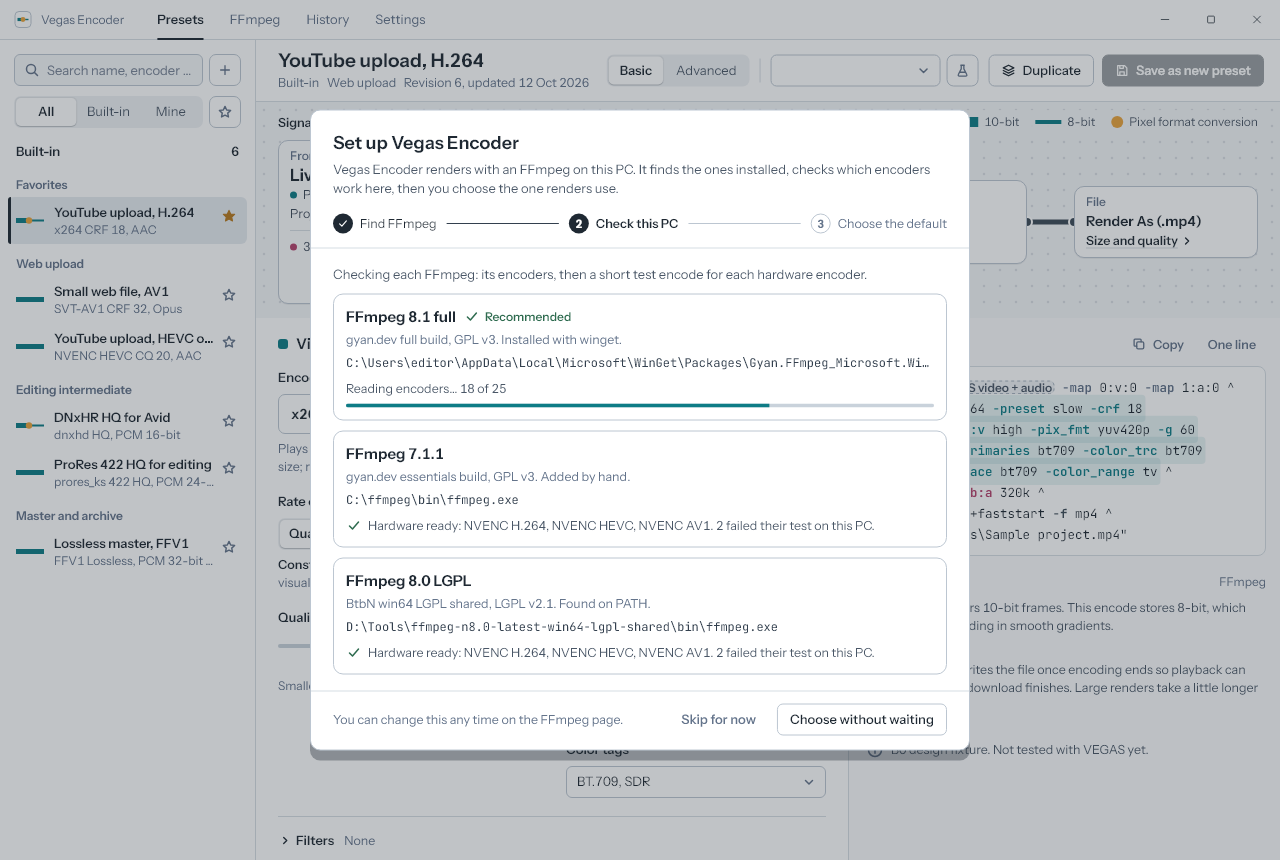 Vegas Encoder
Presets
FFmpeg
History
Settings
Search name, encoder ...
All
Built-in
Mine
Built-in
6
Favorites
YouTube upload, H.264
x264 CRF 18, AAC
Web upload
Small web file, AV1
SVT-AV1 CRF 32, Opus
YouTube upload, HEVC o...
NVENC HEVC CQ 20, AAC
Editing intermediate
DNxHR HQ for Avid
dnxhd HQ, PCM 16-bit
ProRes 422 HQ for editing
prores_ks 422 HQ, PCM 24-...
Master and archive
Lossless master, FFV1
FFV1 Lossless, PCM 32-bit ...
YouTube upload, H.264
Built-in Web upload Revision 6, updated 12 Oct 2026
Basic
Advanced
Duplicate
Save as new preset
10-bit
8-bit
Pixel format conversion
File
Render As (.mp4)
Size and quality
Set up Vegas Encoder
Vegas Encoder renders with an FFmpeg on this PC. It finds the ones installed, checks which encoders
work here, then you choose the one renders use.
Find FFmpeg
2 Check this PC
3 Choose the default
Checking each FFmpeg: its encoders, then a short test encode for each hardware encoder.
FFmpeg 8.1 full
Recommended
gyan.dev full build, GPL v3. Installed with winget.
C:\Users\editor\AppData\Local\Microsoft\WinGet\Packages\Gyan.FFmpeg_Microsoft.Wi…
Reading encoders... 18 of 25
FFmpeg 7.1.1
gyan.dev essentials build, GPL v3. Added by hand.
C:\ffmpeg\bin\ffmpeg.exe
Hardware ready: NVENC H.264, NVENC HEVC, NVENC AV1. 2 failed their test on this PC.
FFmpeg 8.0 LGPL
BtbN win64 LGPL shared, LGPL v2.1. Found on PATH.
D:\Tools\ffmpeg-n8.0-latest-win64-lgpl-shared\bin\ffmpeg.exe
Hardware ready: NVENC H.264, NVENC HEVC, NVENC AV1. 2 failed their test on this PC.
You can change this any time on the FFmpeg page.
Skip for now
Choose without waiting
Copy
One line
video + audio -map 0:v:0 -map 1:a:0 ^
64 -preset slow -crf 18
:v high -pix_fmt yuv420p -g 60
bt709 -color_trc bt709
bt709 -color_range tv ^
b:a 320k ^
+faststart -f mp4 ^
s\Sample project.mp4"
FFmpeg
10-bit frames. This encode stores 8-bit, which
in smooth gradients.
the file once encoding ends so playback can
download finishes. Large renders take a little longer
Not tested with VEGAS yet.
Color tags
BT.709, SDR
Filters None